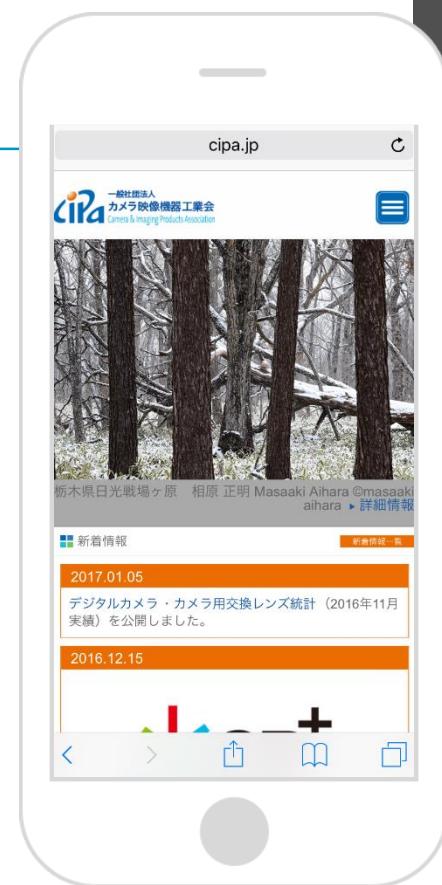 cipa.jp
CIPA
一般社団法人
カメラ映像機器工業会
Camera & Imaging Products Association
栃木県日光戦場ヶ原　相原 正明 Masaaki Aihara ©masaaki
aihara ▸ 詳細情報
新着情報
新着情報一覧
2017.01.05
デジタルカメラ・カメラ用交換レンズ統計（2016年11月
実績）を公開しました。
2016.12.15